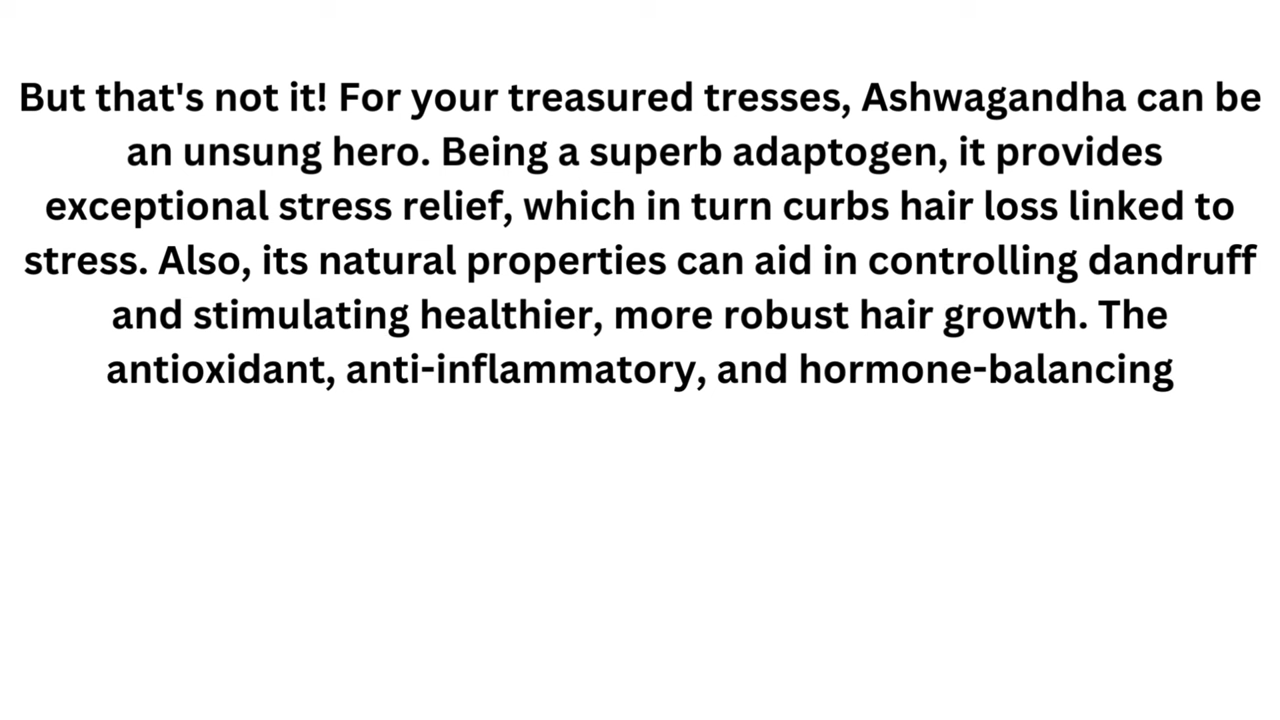 But that's not it! For your treasured tresses, Ashwagandha can be
an unsung hero. Being a superb adaptogen, it provides
exceptional stress relief, which in turn curbs hair loss linked to
stress. Also, its natural properties can aid in controlling dandruff
and stimulating healthier, more robust hair growth. The
antioxidant, anti-inflammatory, and hormone-balancing